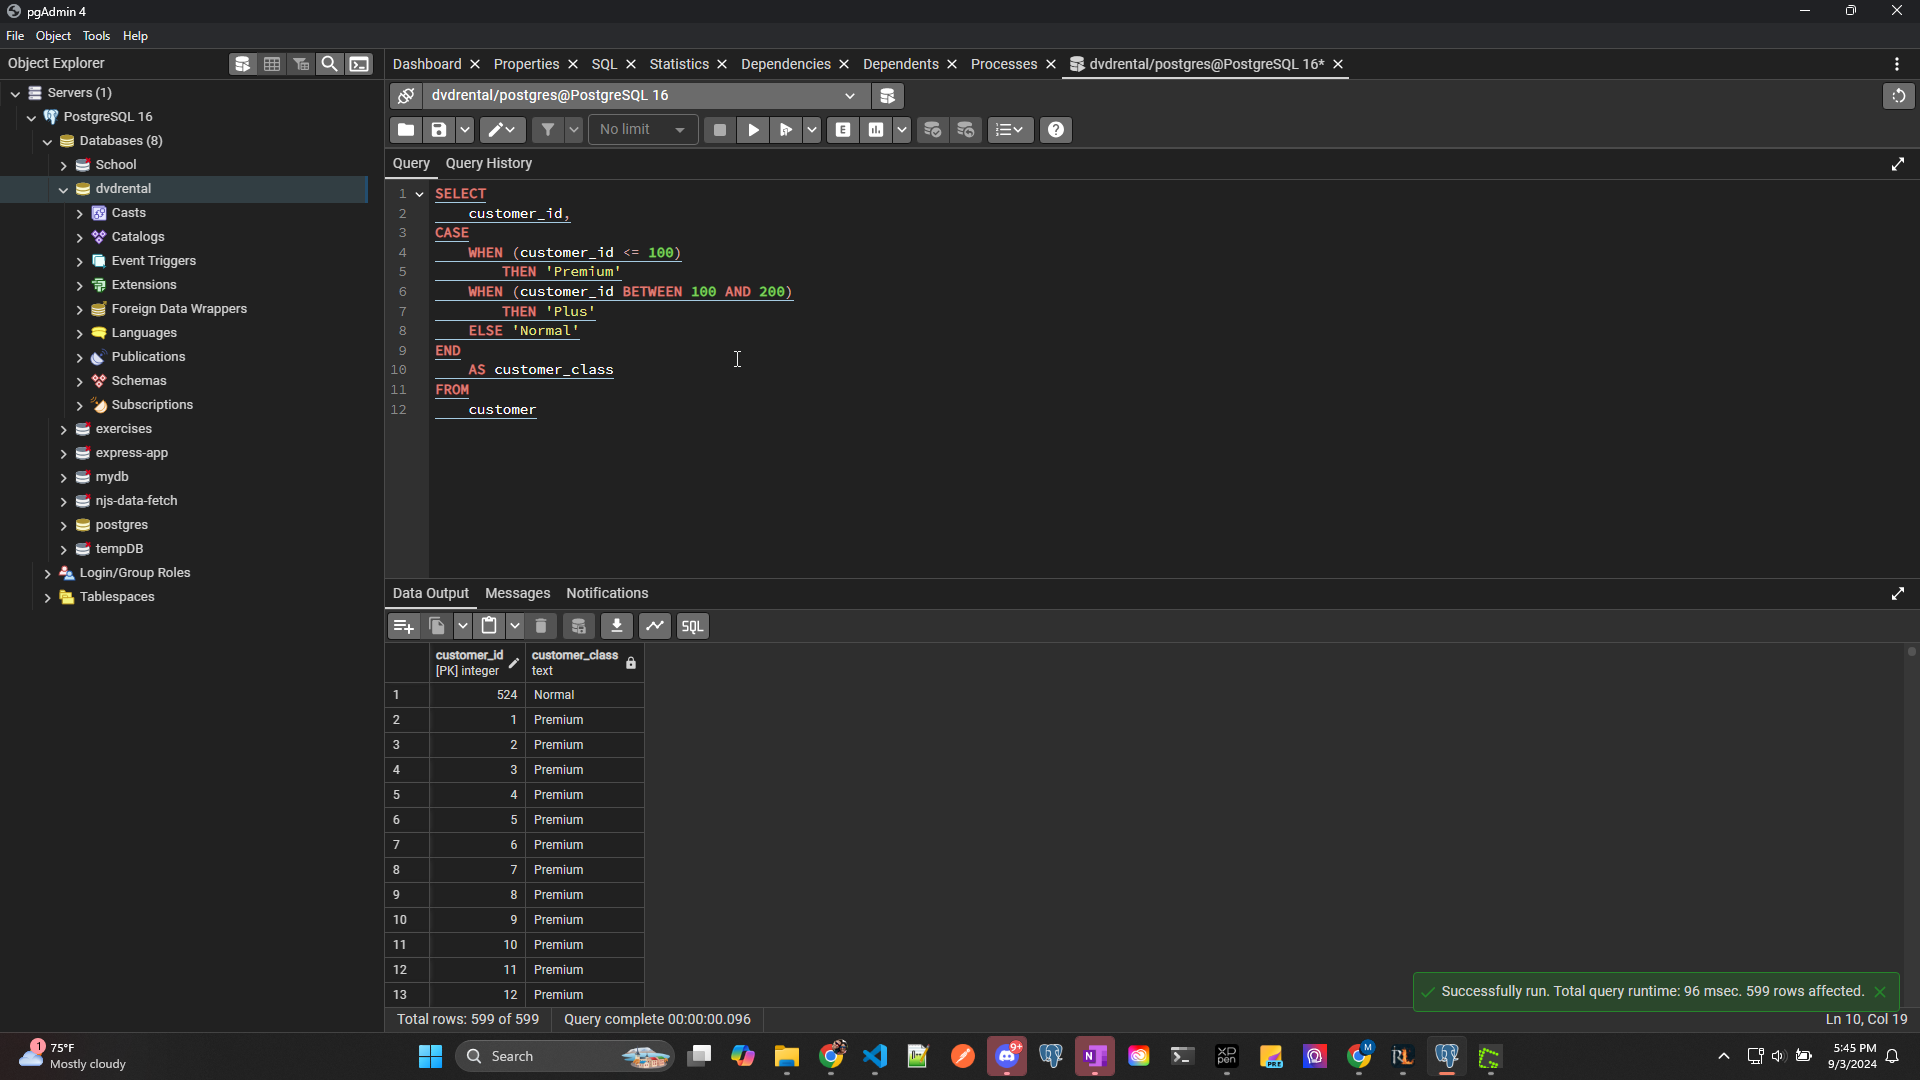 pgAdmin 4
File Object Tools Help
Object Explorer
Dashboard Properties SQL Statistics Dependencies Dependents Processes dvdrental/postgres@PostgreSQL 16*
Servers (1)
PostgreSQL 16
Databases (8)
School
dvdrental
Casts
Catalogs
Event Triggers
Extensions
Foreign Data Wrappers
Languages
Publications
Schemas
Subscriptions
exercises
express-app
mydb
njs-data-fetch
postgres
tempDB
Login/Group Roles
Tablespaces
dvdrental/postgres@PostgreSQL 16
No limit
E
Query Query History
1 SELECT
2 customer_id,
3 CASE
4 WHEN (customer_id <= 100)
5 THEN 'Premium'
6 WHEN (customer_id BETWEEN 100 AND 200)
7 THEN 'Plus'
8 ELSE 'Normal'
9 END
10 AS customer_class
11 FROM
12 customer
Data Output Messages Notifications
SQL
customer_id customer_class
[PK] integer text
1 524 Normal
2 1 Premium
3 2 Premium
4 3 Premium
5 4 Premium
6 5 Premium
7 6 Premium
8 7 Premium
9 8 Premium
10 9 Premium
11 10 Premium
12 11 Premium
13 12 Premium
Successfully run. Total query runtime: 96 msec. 599 rows affected.
Total rows: 599 of 599 Query complete 00:00:00.096 Ln 10, Col 19
1
75°F
Mostly cloudy
Search
9+
N
XP
PEN
PRE
M
5:45 PM
9/3/2024